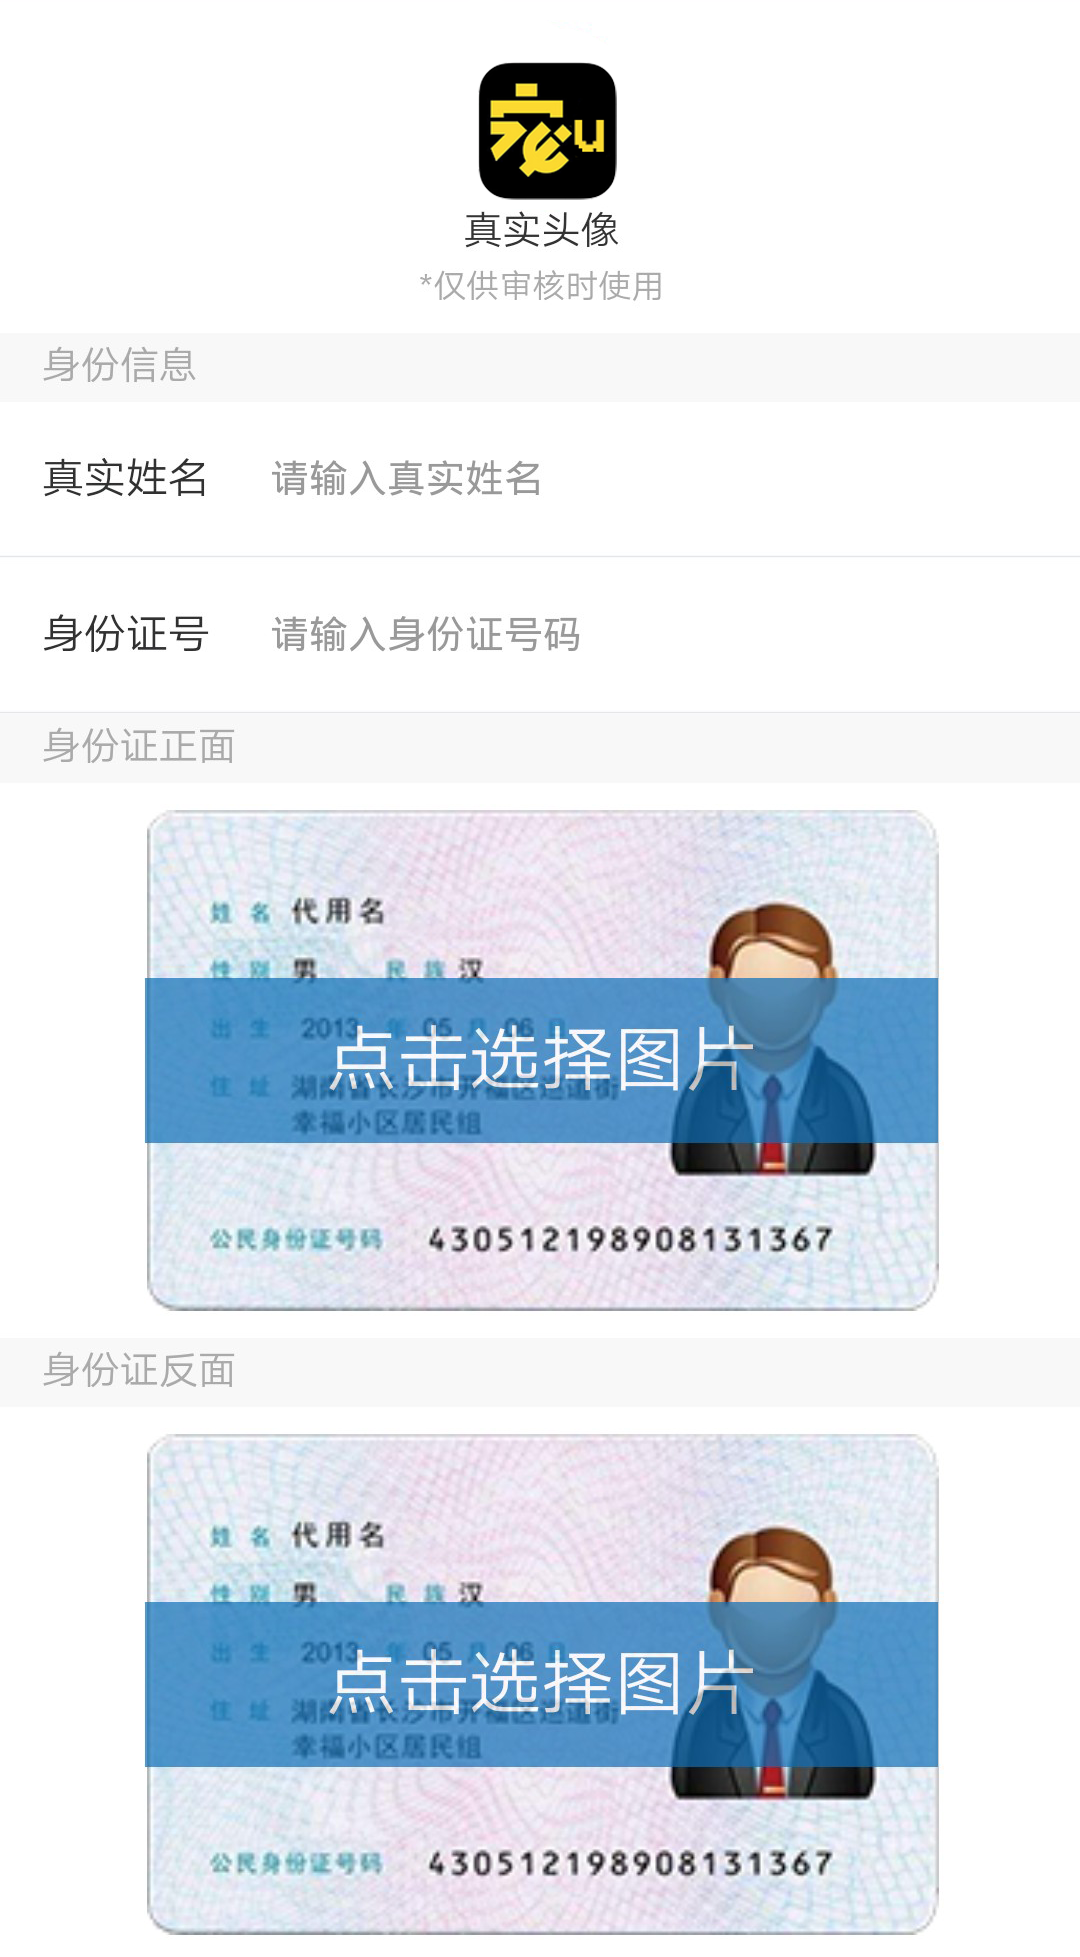 真实头像
*仅供审核时使用
身份信息
真实姓名 请输入真实姓名
身份证号 请输入身份证号码
身份证正面
姓 名 代用名
性 别 男 民 族 汉
出 生 2013 年 05 月 06 日
点击选择图片
住 址
幸福小区居民组
公民身份证号码 430512198908131367
身份证反面
姓 名 代用名
性 别 男 民 族 汉
出 生 2013 年 05 月 06 日
点击选择图片
住 址
幸福小区居民组
公民身份证号码 430512198908131367